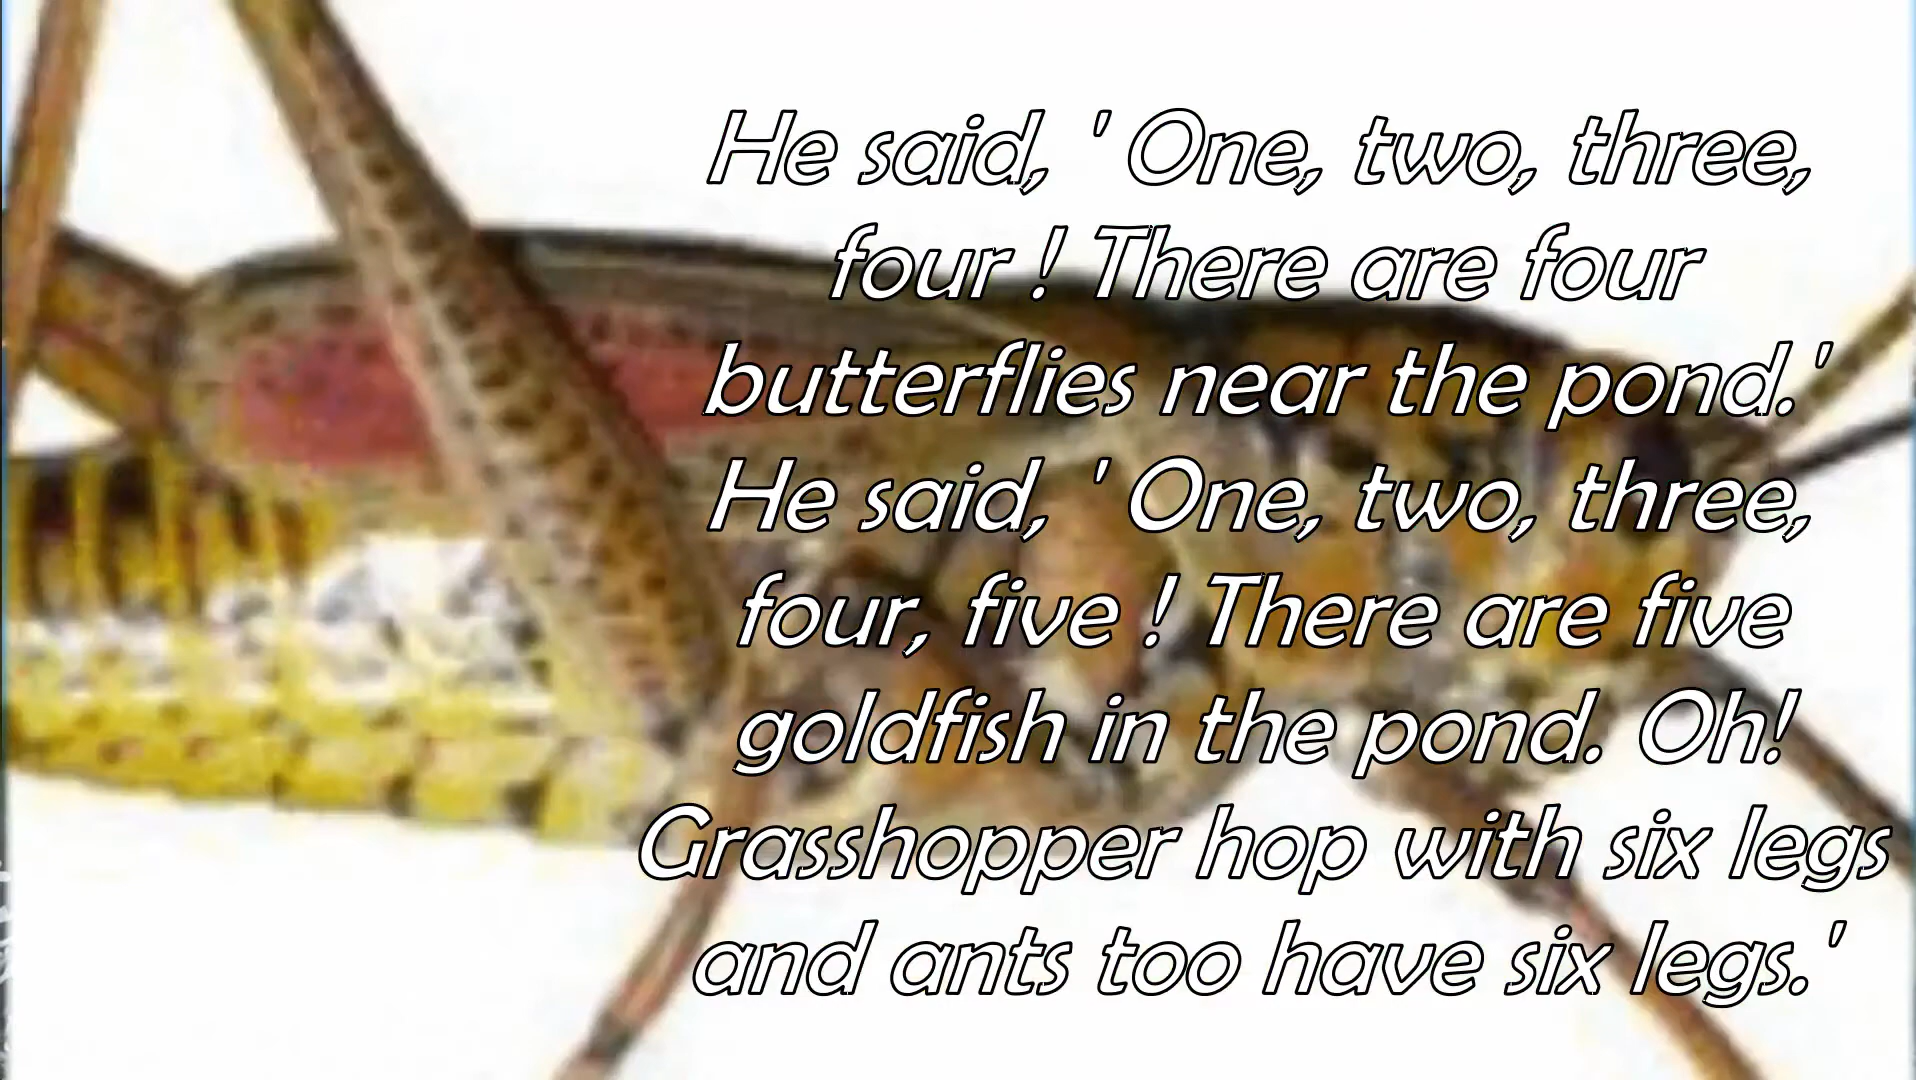 He said, ' One, two, three,
four ! There are four
butterflies near the pond.'
He said, ' One, two, three,
four, five ! There are five
goldfish in the pond. Oh!
Grasshopper hop with six legs
and ants too have six legs.'